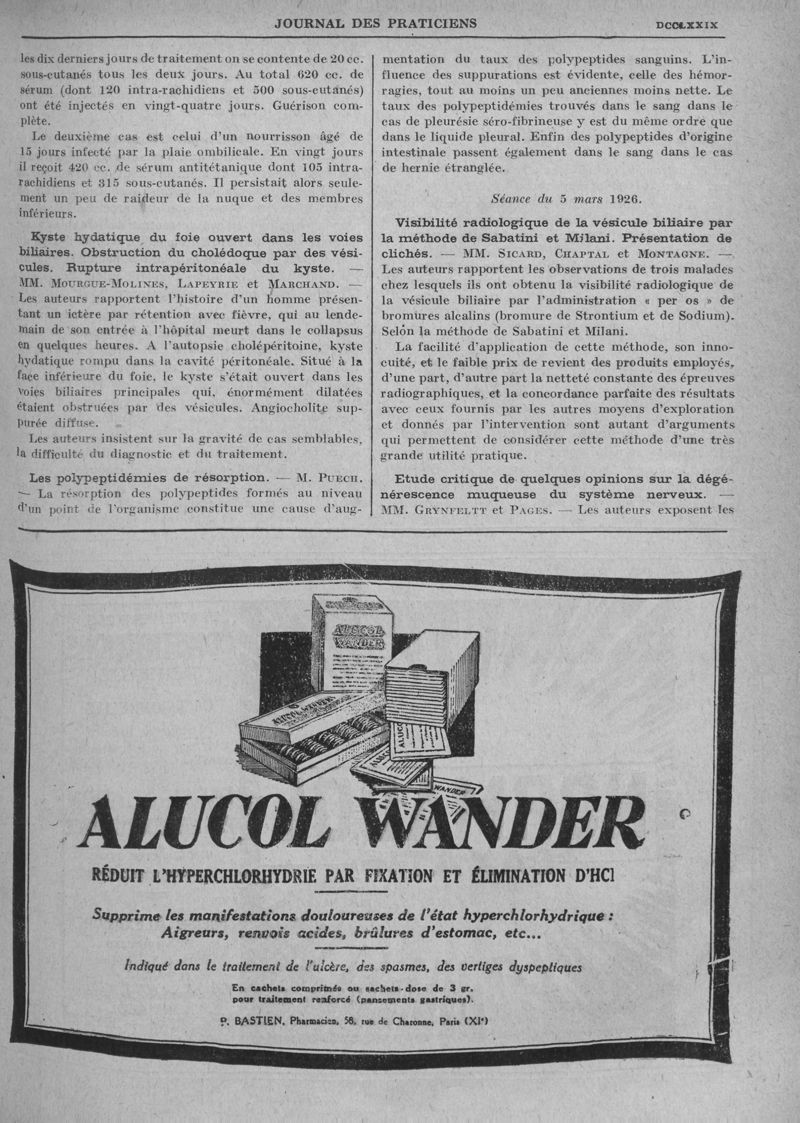 JOURNAL DES PRATICIENS
DCCLXXIX
les dix derniers jours de traitement on se contente de 20 cc.
sous-cutanés tous les deux jours. Au total 620 cc. de
sérum (dont 120 intra-rachidiens et 500 sous-cutanés)
ont été injectés en vingt-quatre jours. Guérison com-
plète.
Le deuxième cas est celui d'un nourrisson âgé de
15 jours infecté par la plaie ombilicale. En vingt jours
il reçoit 420 cc. de sérum antitétanique dont 105 intra-
rachidiens et 315 sous-cutanés. Il persistait alors seule-
ment un peu de raideur de la nuque et des membres
inférieurs.
Kyste hydatique du foie ouvert dans les voies
biliaires. Obstruction du cholédoque par des vési-
cules. Rupture intrapéritonéale du kyste. —
MM. Mourgue-Molines, Lapeyrie et Marchand. —
Les auteurs rapportent l'histoire d'un homme présen-
tant un ictère par rétention avec fièvre, qui au lende-
main de son entrée à l'hôpital meurt dans le collapsus
en quelques heures. A l'autopsie cholépéritoine, kyste
hydatique rompu dans la cavité péritonéale. Situé à la
face inférieure du foie, le kyste s'était ouvert dans les
voies biliaires principales qui, énormément dilatées
étaient obstruées par des vésicules. Angiocholite sup-
purée diffuse.
Les auteurs insistent sur la gravité de cas semblables,
la difficulté du diagnostic et du traitement.
Les polypeptidémies de résorption. — M. Puech.
— La résorption des polypeptides formés au niveau
d'un point de l'organisme constitue une cause d'aug-
mentation du taux des polypeptides sanguins. L'in-
fluence des suppurations est évidente, celle des hémor-
ragies, tout au moins un peu anciennes moins nette. Le
taux des polypeptidémies trouvés dans le sang dans le
cas de pleurésie séro-fibrineuse y est du même ordre que
dans le liquide pleural. Enfin des polypeptides d'origine
intestinale passent également dans le sang dans le cas
de hernie étranglée.
Séance du 5 mars 1926.
Visibilité radiologique de la vésicule biliaire par
la méthode de Sabatini et Milani. Présentation de
clichés. — MM. Sicard, Chaptal et Montagne. —
Les auteurs rapportent les observations de trois malades
chez lesquels ils ont obtenu la visibilité radiologique de
la vésicule biliaire par l'administration « per os » de
bromures alcalins (bromure de Strontium et de Sodium).
Selon la méthode de Sabatini et Milani.
La facilité d'application de cette méthode, son inno-
cuité, et le faible prix de revient des produits employés,
d'une part, d'autre part la netteté constante des épreuves
radiographiques, et la concordance parfaite des résultats
avec ceux fournis par les autres moyens d'exploration
et donnés par l'intervention sont autant d'arguments
qui permettent de considérer cette méthode d'une très
grande utilité pratique.
Etude critique de quelques opinions sur la dégé-
nérescence muqueuse du système nerveux. —
MM. Grynfeltt et Pages. — Les auteurs exposent les
ALUCOL
WANDER
ALUCOL WANDER
ALUCOL
WANDER
ALUCOL WANDER
RÉDUIT L'HYPERCHLORHYDRIE PAR FIXATION ET ÉLIMINATION D'HCl
Supprime les manifestations douloureuses de l'état hyperchlorhydrique :
Aigreurs, renvois acides, brûlures d'estomac, etc...
Indiqué dans le traitement de l'ulcère, des spasmes, des vertiges dyspeptiques
En cachets comprimés ou sachets-dose de 3 gr.
pour traitement renforcé (pansements gastriques).
P. BASTIEN, Pharmacien, 58, rue de Charonne, Paris (XIᵉ)